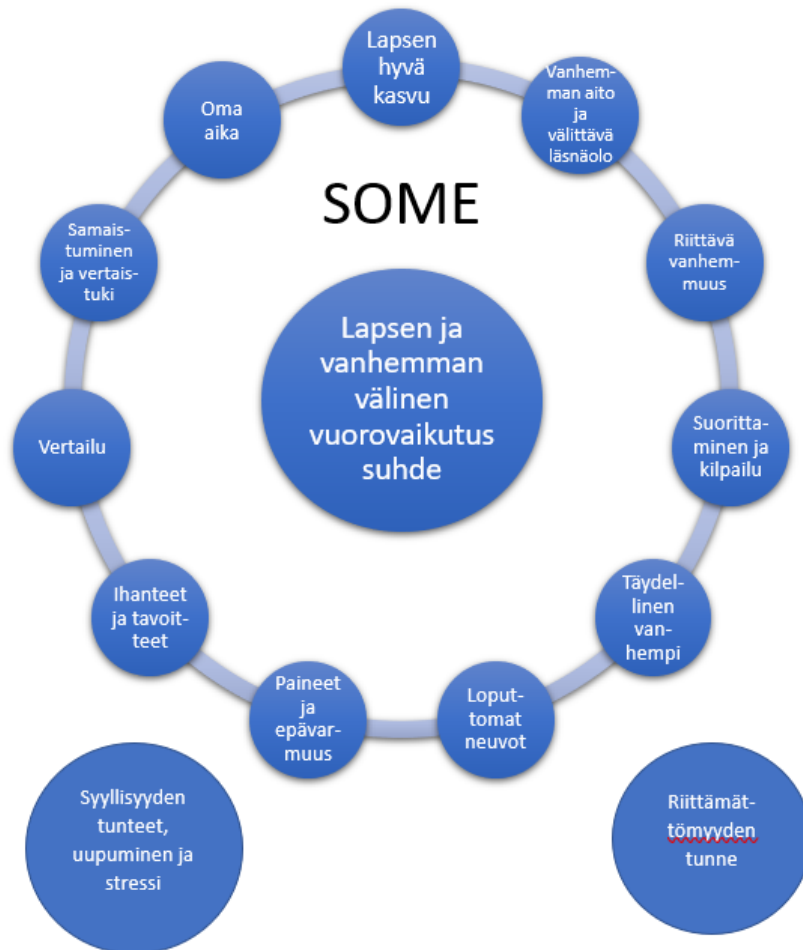 Lapsen
hyvä
kasvu
Vanhem-
man aito
ja
välittävä
läsnäolo
Riittävä
vanhem-
muus
Suoritta-
minen ja
kilpailu
Täydel-
linen
van-
hempi
Loput-
tomat
neuvot
Paineet
ja
epävar-
muus
Ihanteet
ja tavoit-
teet
Vertailu
Samais-
tuminen
ja vertais-
tuki
Oma
aika
SOME
Lapsen ja
vanhemman
välinen
vuorovaikutus
suhde
Syyllisyyden
tunteet,
uupuminen ja
stressi
Riittämät-
tömyyden
tunne